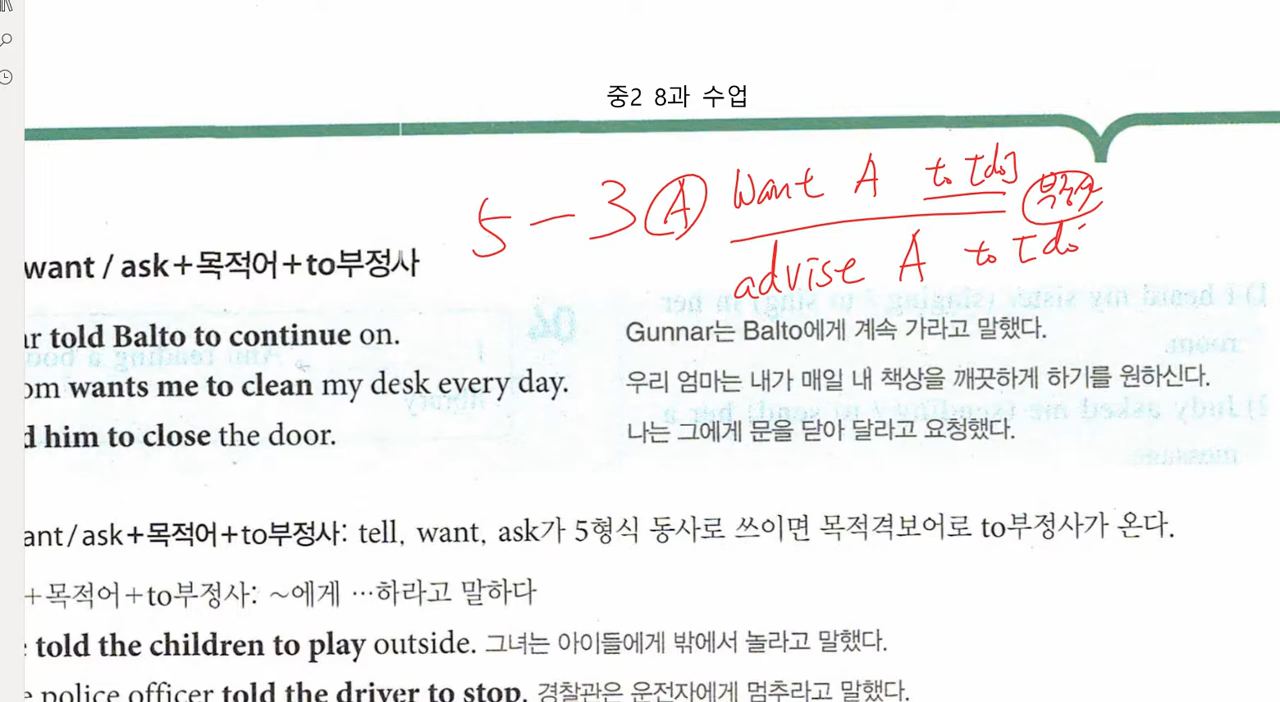 중2 8과 수업
5-3 Ⓐ want A to [do]
advise A to [do
want / ask+목적어+to부정사
told Balto to continue on. Gunnar는 Balto에게 계속 가라고 말했다.
wants me to clean my desk every day. 우리 엄마는 내가 매일 내 책상을 깨끗하게 하기를 원하신다.
him to close the door. 나는 그에게 문을 닫아 달라고 요청했다.
ant/ask+목적어+to부정사: tell, want, ask가 5형식 동사로 쓰이면 목적격보어로 to부정사가 온다.
+목적어+to부정사: ~에게 …하라고 말하다
told the children to play outside. 그녀는 아이들에게 밖에서 놀라고 말했다.
police officer told the driver to stop. 경찰관은 운전자에게 멈추라고 말했다.